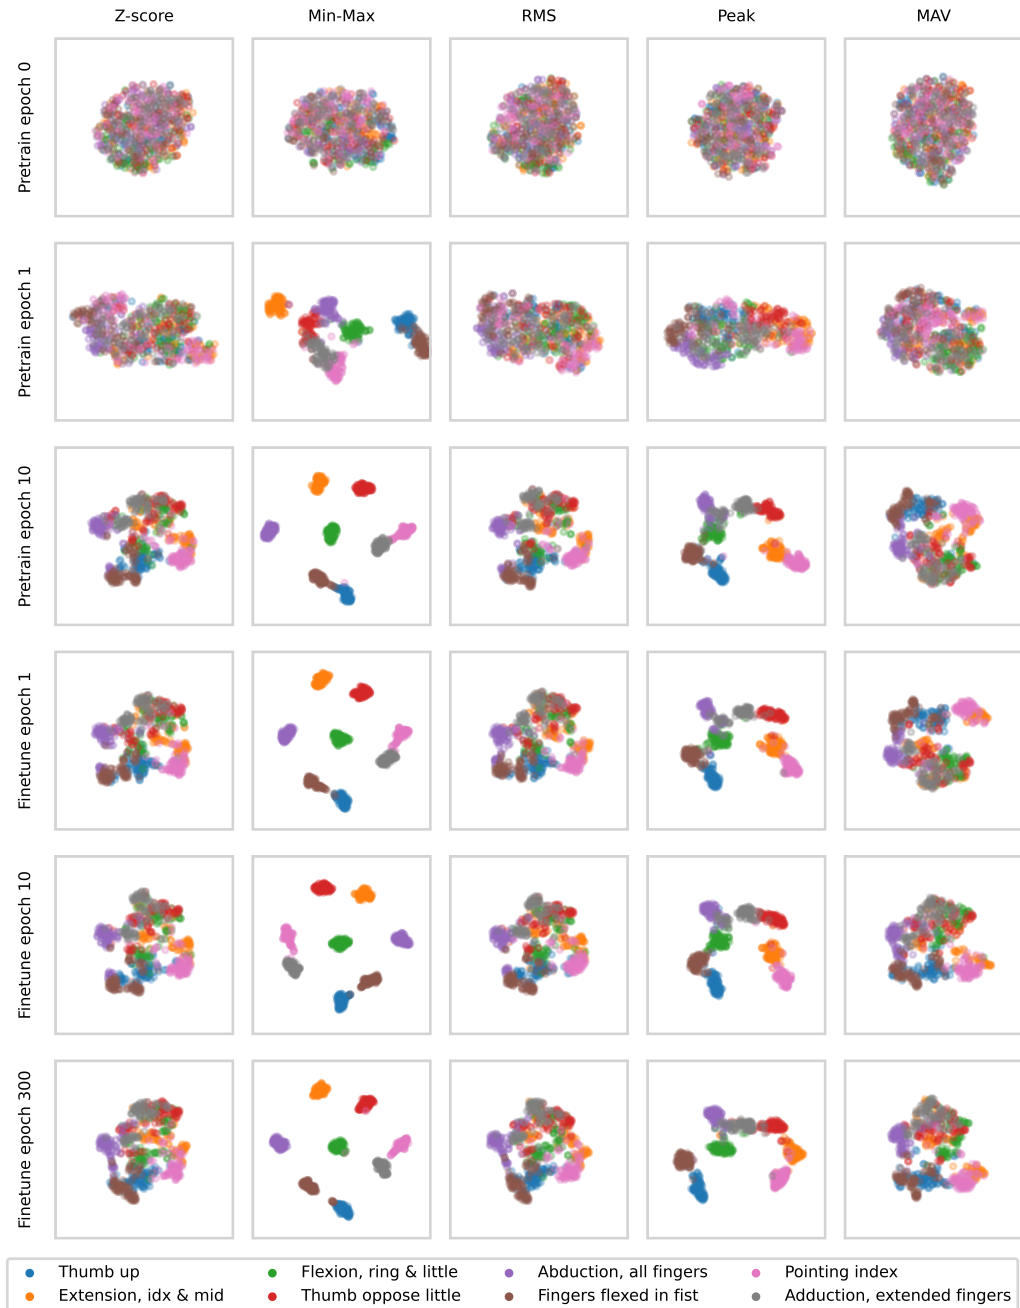 Z-score Min-Max RMS Peak MAV
Pretrain epoch 0
Pretrain epoch 1
Pretrain epoch 10
Finetune epoch 1
Finetune epoch 10
Finetune epoch 300
Thumb up Flexion, ring & little Abduction, all fingers Pointing index
Extension, idx & mid Thumb oppose little Fingers flexed in fist Adduction, extended fingers